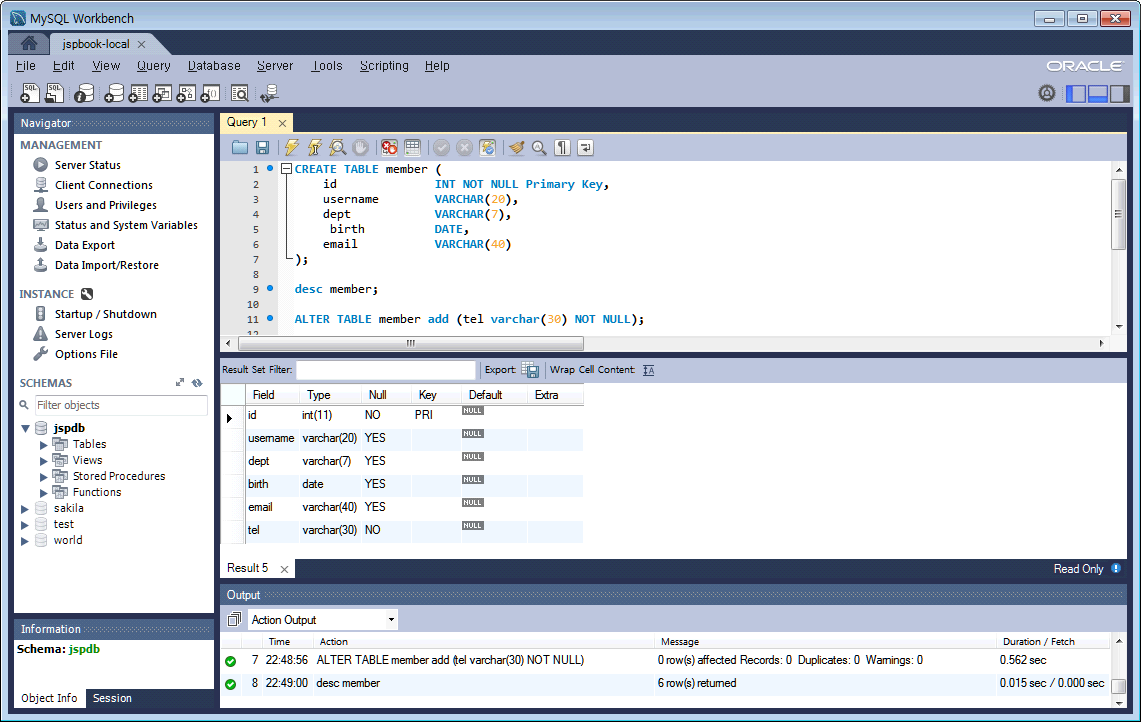 MySQL Workbench
jspbook-local
File Edit View Query Database Server Tools Scripting Help
ORACLE
Navigator
MANAGEMENT
Server Status
Client Connections
Users and Privileges
Status and System Variables
Data Export
Data Import/Restore
INSTANCE
Startup / Shutdown
Server Logs
Options File
SCHEMAS
Filter objects
jspdb
Tables
Views
Stored Procedures
Functions
sakila
test
world
Information
Schema: jspdb
Object Info Session
Query 1
1 CREATE TABLE member (
2 id INT NOT NULL Primary Key,
3 username VARCHAR(20),
4 dept VARCHAR(7),
5 birth DATE,
6 email VARCHAR(40)
7 );
8
9 desc member;
10
11 ALTER TABLE member add (tel varchar(30) NOT NULL);
12
Result Set Filter: Export: Wrap Cell Content:
Field Type Null Key Default Extra
id int(11) NO PRI NULL
username varchar(20) YES NULL
dept varchar(7) YES NULL
birth date YES NULL
email varchar(40) YES NULL
tel varchar(30) NO NULL
Result 5 Read Only
Output
Action Output
Time Action Message Duration / Fetch
7 22:48:56 ALTER TABLE member add (tel varchar(30) NOT NULL) 0 row(s) affected Records: 0 Duplicates: 0 Warnings: 0 0.562 sec
8 22:49:00 desc member 6 row(s) returned 0.015 sec / 0.000 sec